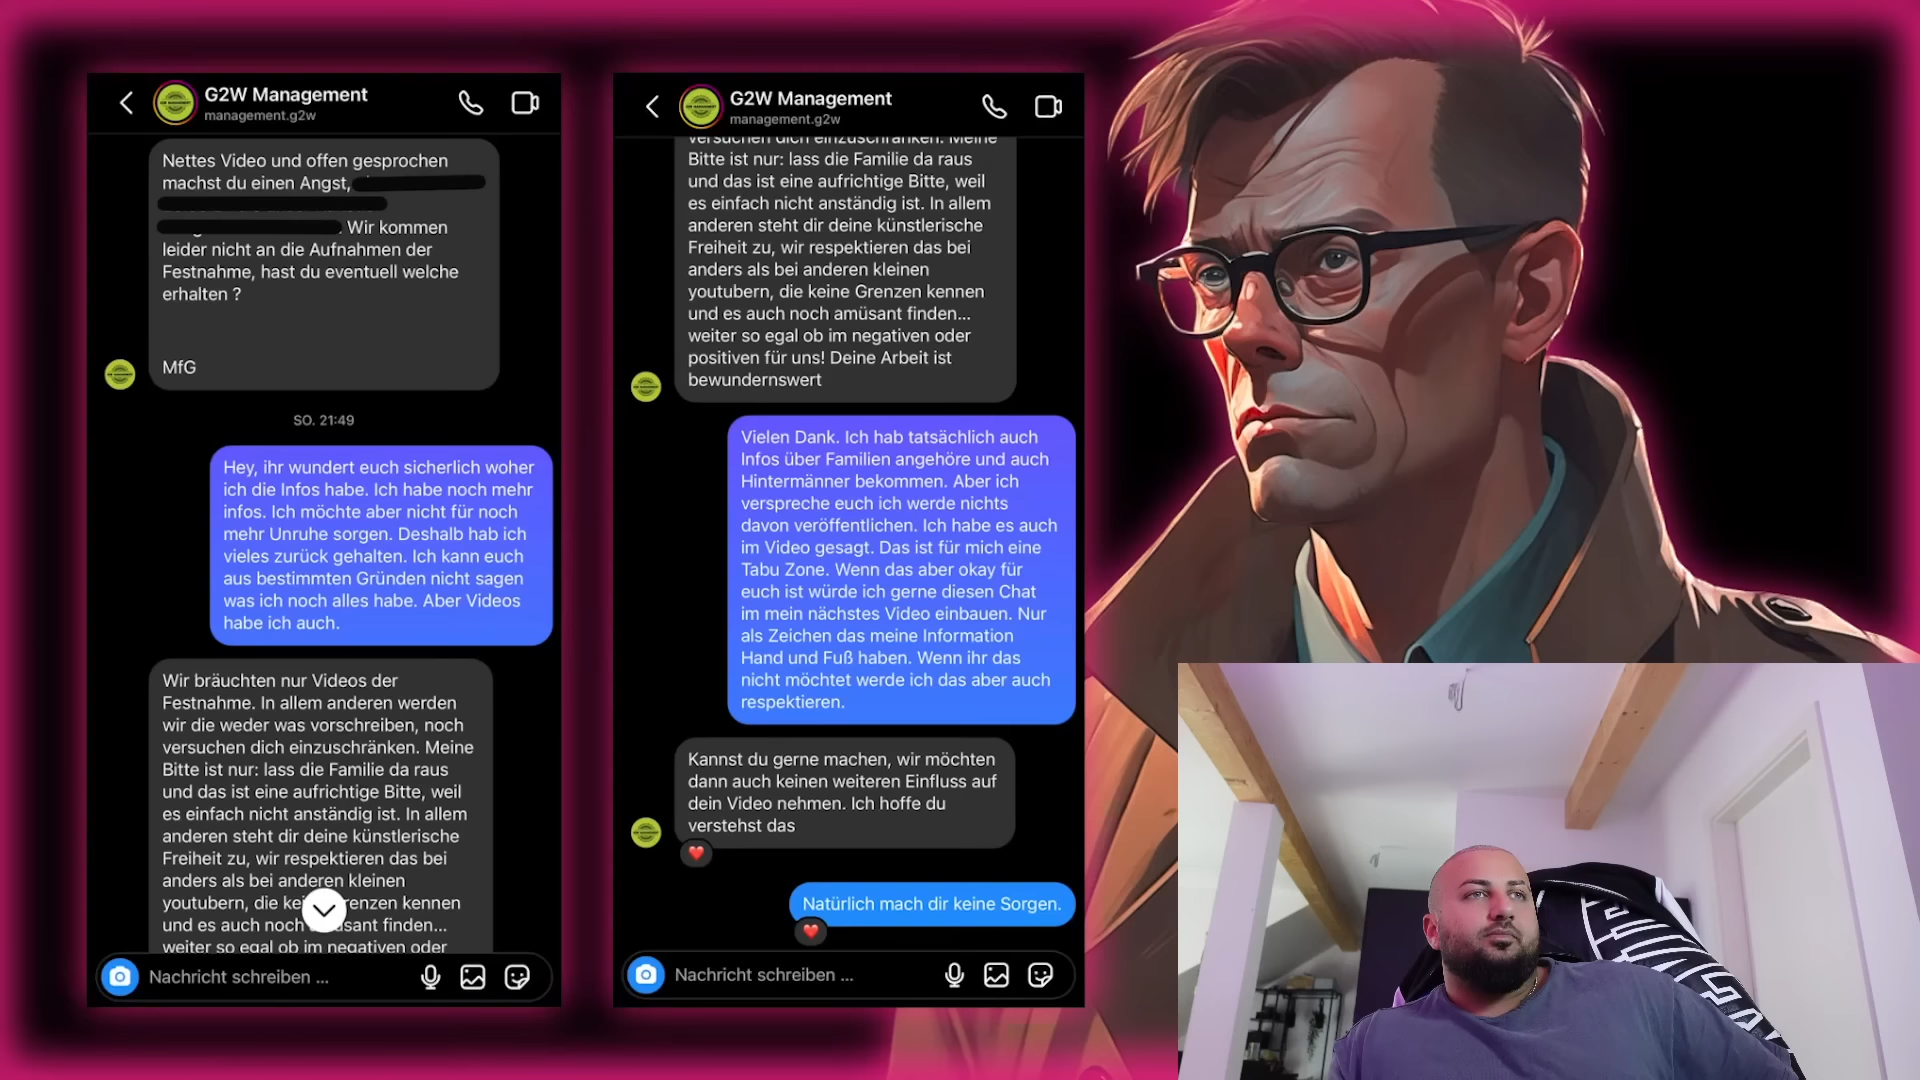 G2W Management
management.g2w
Nettes Video und offen gesprochen
machst du einen Angst,
. Wir kommen
leider nicht an die Aufnahmen der
Festnahme, hast du eventuell welche
erhalten ?
MfG
SO. 21:49
Hey, ihr wundert euch sicherlich woher
ich die Infos habe. Ich habe noch mehr
infos. Ich möchte aber nicht für noch
mehr Unruhe sorgen. Deshalb hab ich
vieles zurück gehalten. Ich kann euch
aus bestimmten Gründen nicht sagen
was ich noch alles habe. Aber Videos
habe ich auch.
Wir bräuchten nur Videos der
Festnahme. In allem anderen werden
wir die weder was vorschreiben, noch
versuchen dich einzuschränken. Meine
Bitte ist nur: lass die Familie da raus
und das ist eine aufrichtige Bitte, weil
es einfach nicht anständig ist. In allem
anderen steht dir deine künstlerische
Freiheit zu, wir respektieren das bei
anders als bei anderen kleinen
youtubern, die keine Grenzen kennen
und es auch noch amüsant finden...
weiter so egal ob im negativen oder
Nachricht schreiben ...
G2W Management
management.g2w
versuchen dich einzuschränken. Meine
Bitte ist nur: lass die Familie da raus
und das ist eine aufrichtige Bitte, weil
es einfach nicht anständig ist. In allem
anderen steht dir deine künstlerische
Freiheit zu, wir respektieren das bei
anders als bei anderen kleinen
youtubern, die keine Grenzen kennen
und es auch noch amüsant finden...
weiter so egal ob im negativen oder
positiven für uns! Deine Arbeit ist
bewundernswert
Vielen Dank. Ich hab tatsächlich auch
Infos über Familien angehöre und auch
Hintermänner bekommen. Aber ich
verspreche euch ich werde nichts
davon veröffentlichen. Ich habe es auch
im Video gesagt. Das ist für mich eine
Tabu Zone. Wenn das aber okay für
euch ist würde ich gerne diesen Chat
im mein nächstes Video einbauen. Nur
als Zeichen das meine Information
Hand und Fuß haben. Wenn ihr das
nicht möchtet werde ich das aber auch
respektieren.
Kannst du gerne machen, wir möchten
dann auch keinen weiteren Einfluss auf
dein Video nehmen. Ich hoffe du
verstehst das
Natürlich mach dir keine Sorgen.
Nachricht schreiben ...